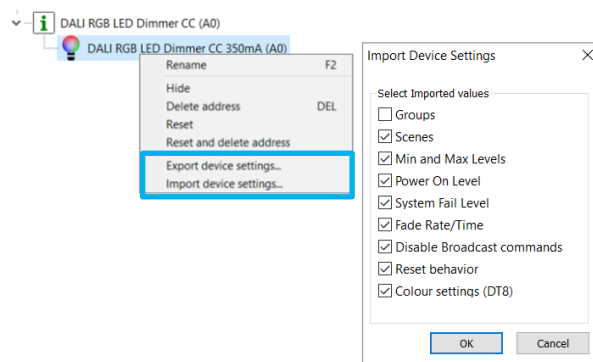 DALI RGB LED Dimmer CC (A0)
DALI RGB LED Dimmer CC 350mA (A0)
Rename F2
Hide
Delete address DEL
Reset
Reset and delete address
Export device settings...
Import device settings...
Import Device Settings
Select Imported values
Groups
Scenes
Min and Max Levels
Power On Level
System Fail Level
Fade Rate/Time
Disable Broadcast commands
Reset behavior
Colour settings (DT8)
OK Cancel